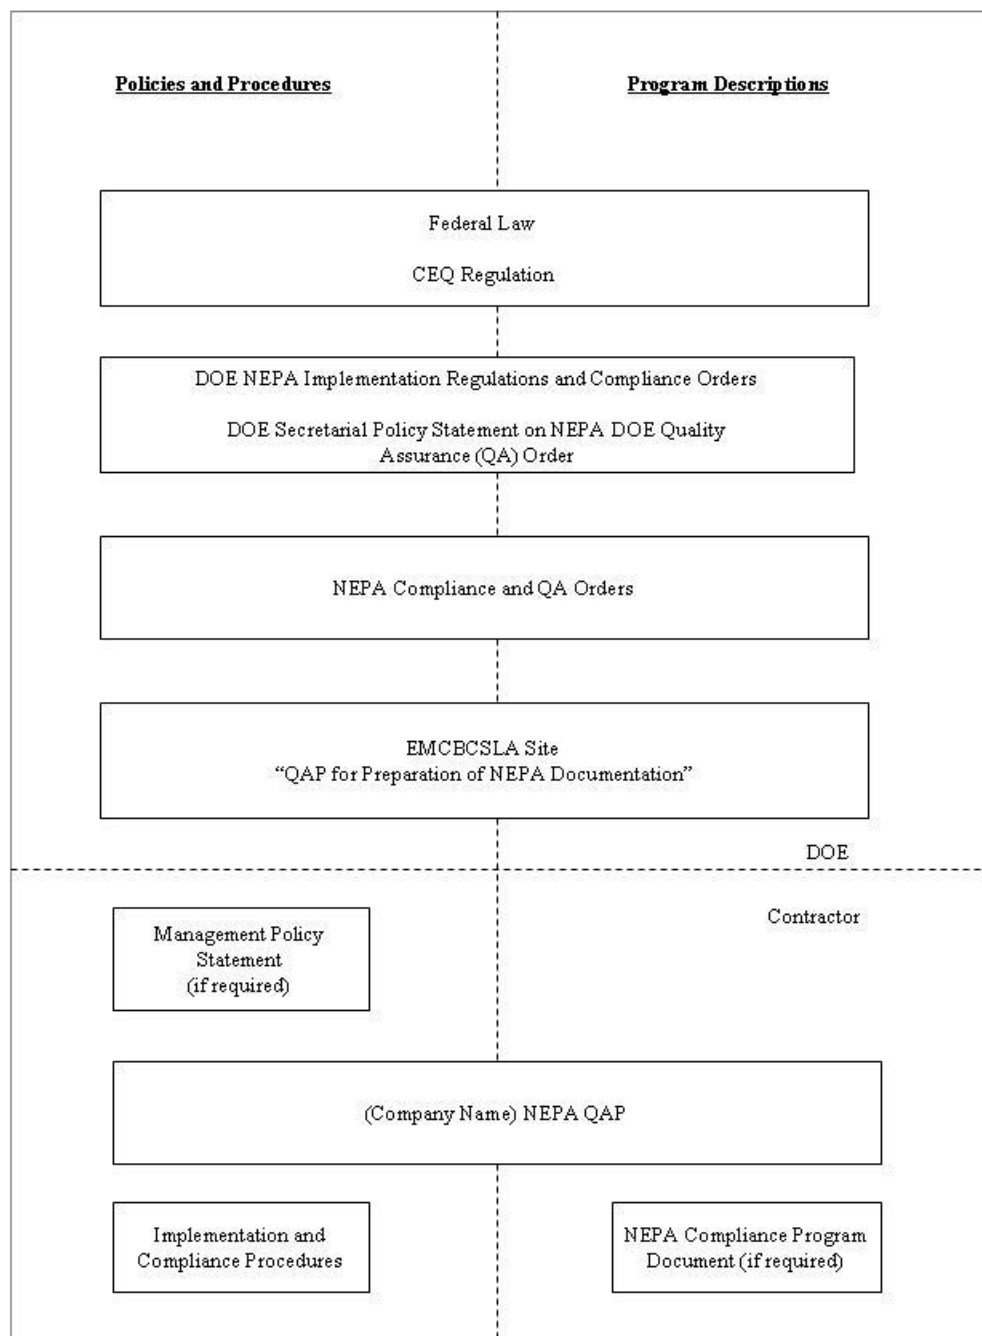 Policies and Procedures
Program Descriptions
Federal Law
CEQ Regulation
DOE NEPA Implementation Regulations and Compliance Orders
DOE Secretarial Policy Statement on NEPA DOE Quality
Assurance (QA) Order
NEPA Compliance and QA Orders
EMCBCSLA Site
“QAP for Preparation of NEPA Documentation”
DOE
Contractor
Management Policy
Statement
(if required)
(Company Name) NEPA QAP
Implementation and
Compliance Procedures
NEPA Compliance Program
Document (if required)